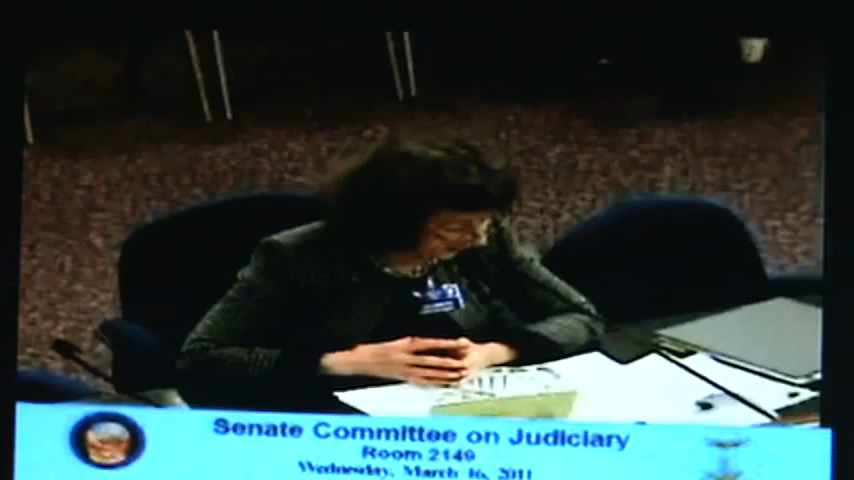 Senate Committee on Judiciary
Room 2149
Wednesday, March 16, 2011